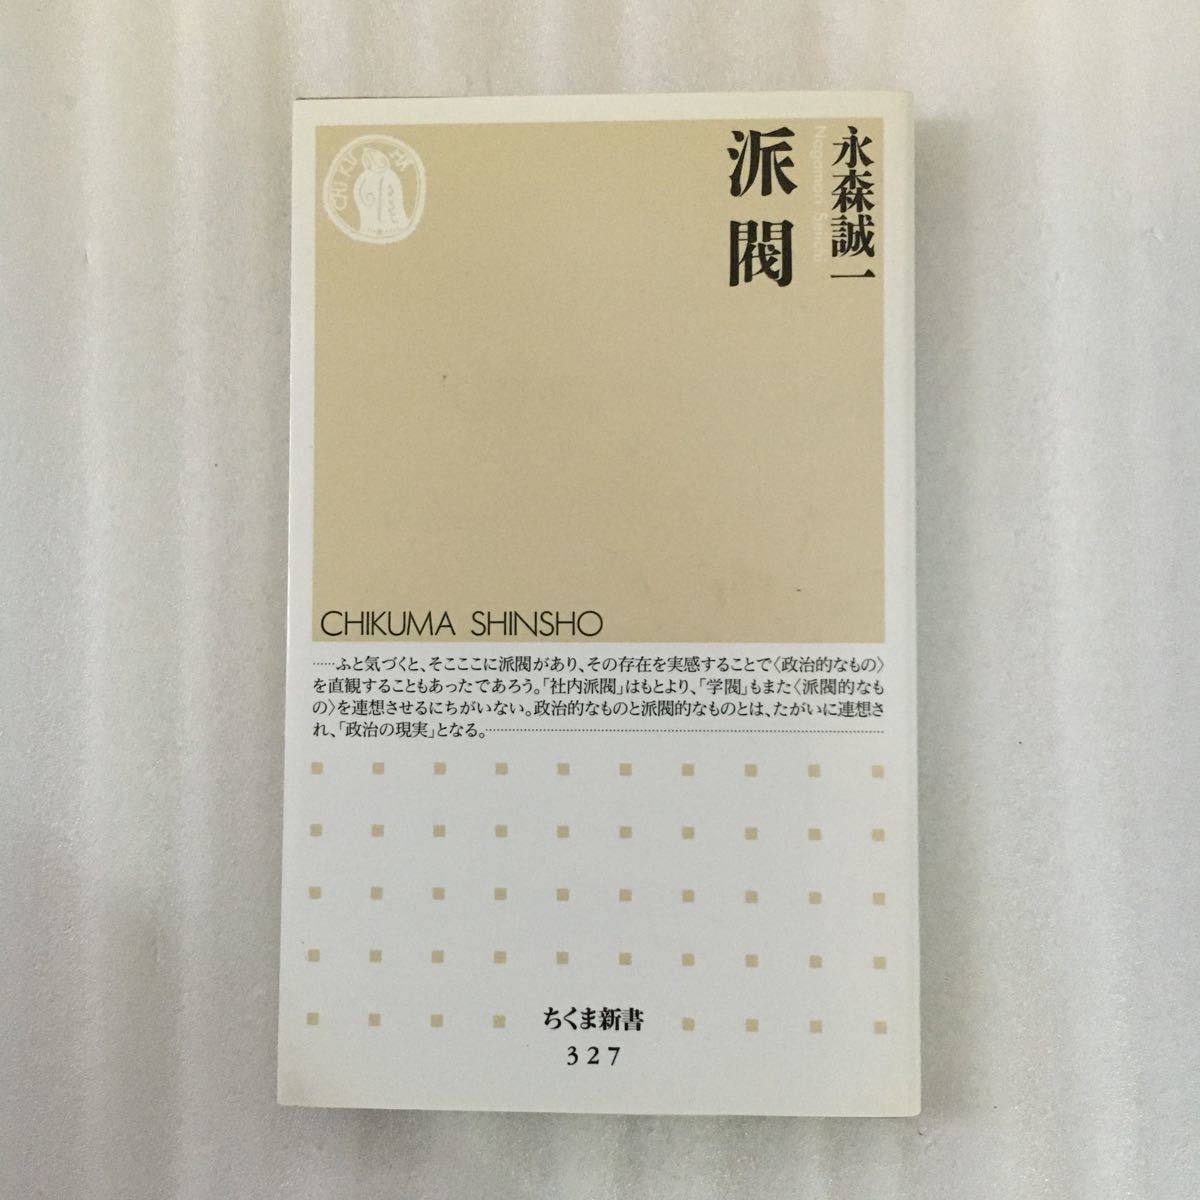 永森誠一
Nagamori Seiichi
派閥
CHIKUMA SHINSHO
……ふと気づくと、そこここに派閥があり、その存在を実感することで〈政治的なもの〉
を直観することもあったであろう。「社内派閥」はもとより、「学閥」もまた〈派閥的なも
の〉を連想させるにちがいない。政治的なものと派閥的なものとは、たがいに連想さ
れ、「政治の現実」となる。……
ちくま新書
327